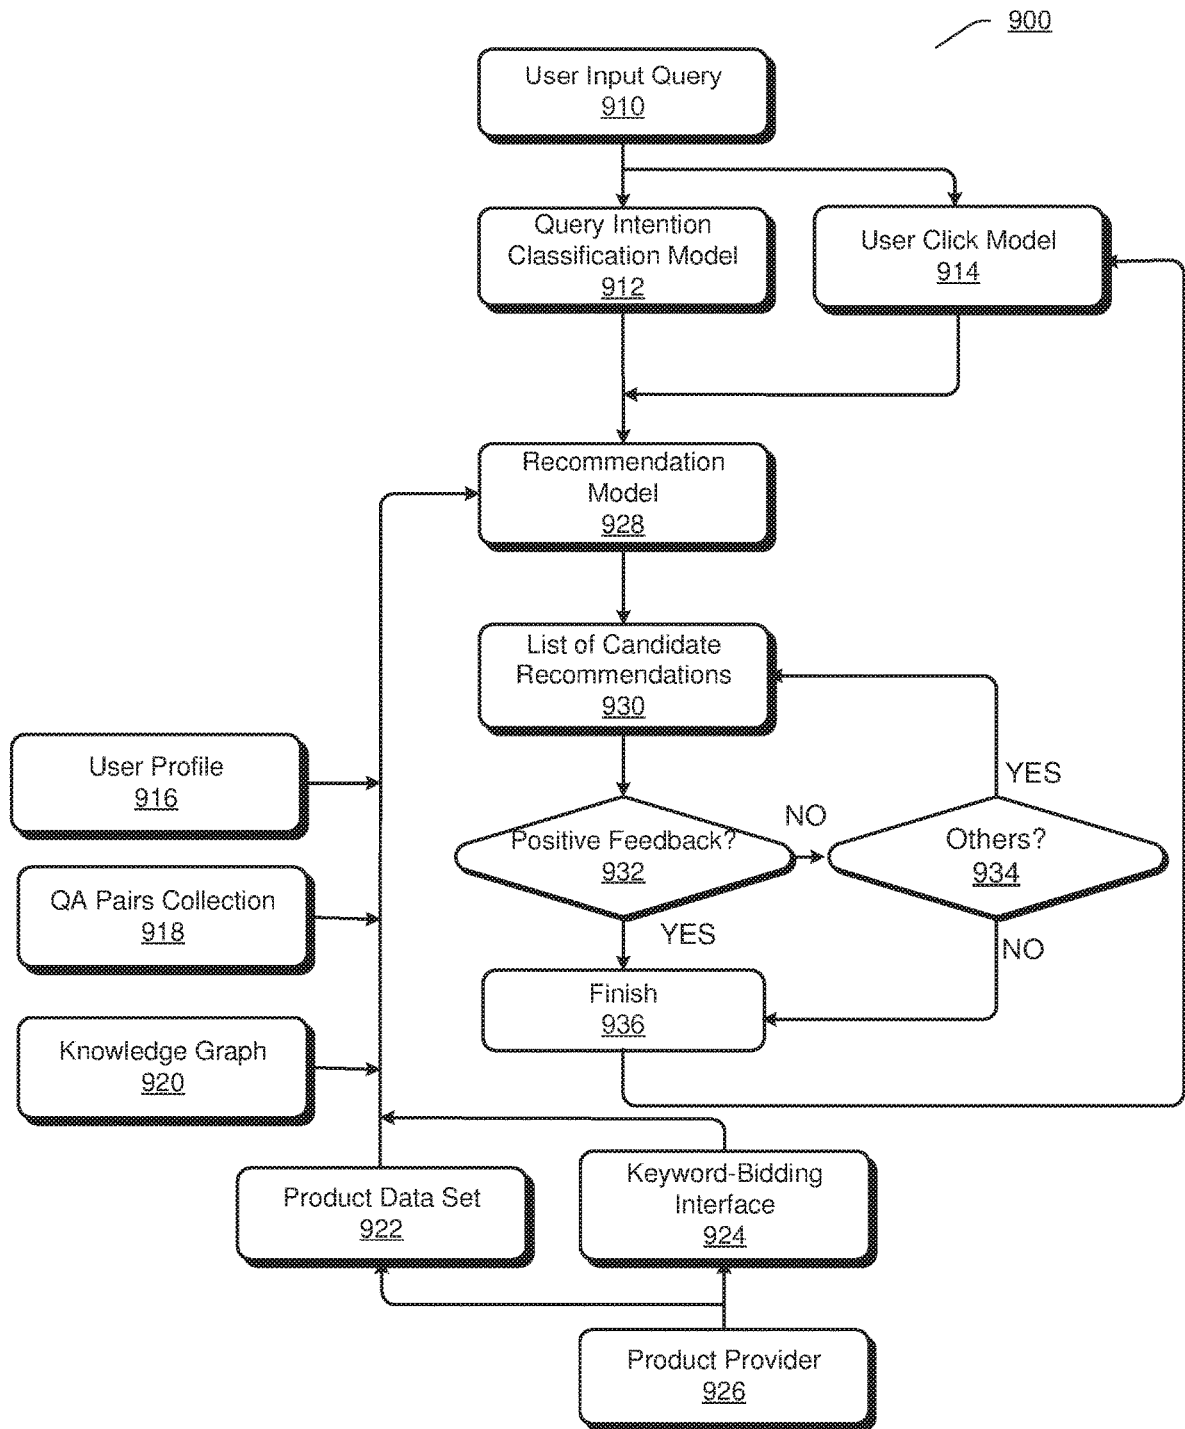 900
User Input Query
910
Query Intention
Classification Model
912
User Click Model
914
Recommendation
Model
928
List of Candidate
Recommendations
930
User Profile
916
YES
Positive Feedback?
932
NO
Others?
934
QA Pairs Collection
918
YES
NO
Finish
936
Knowledge Graph
920
Product Data Set
922
Keyword-Bidding
Interface
924
Product Provider
926